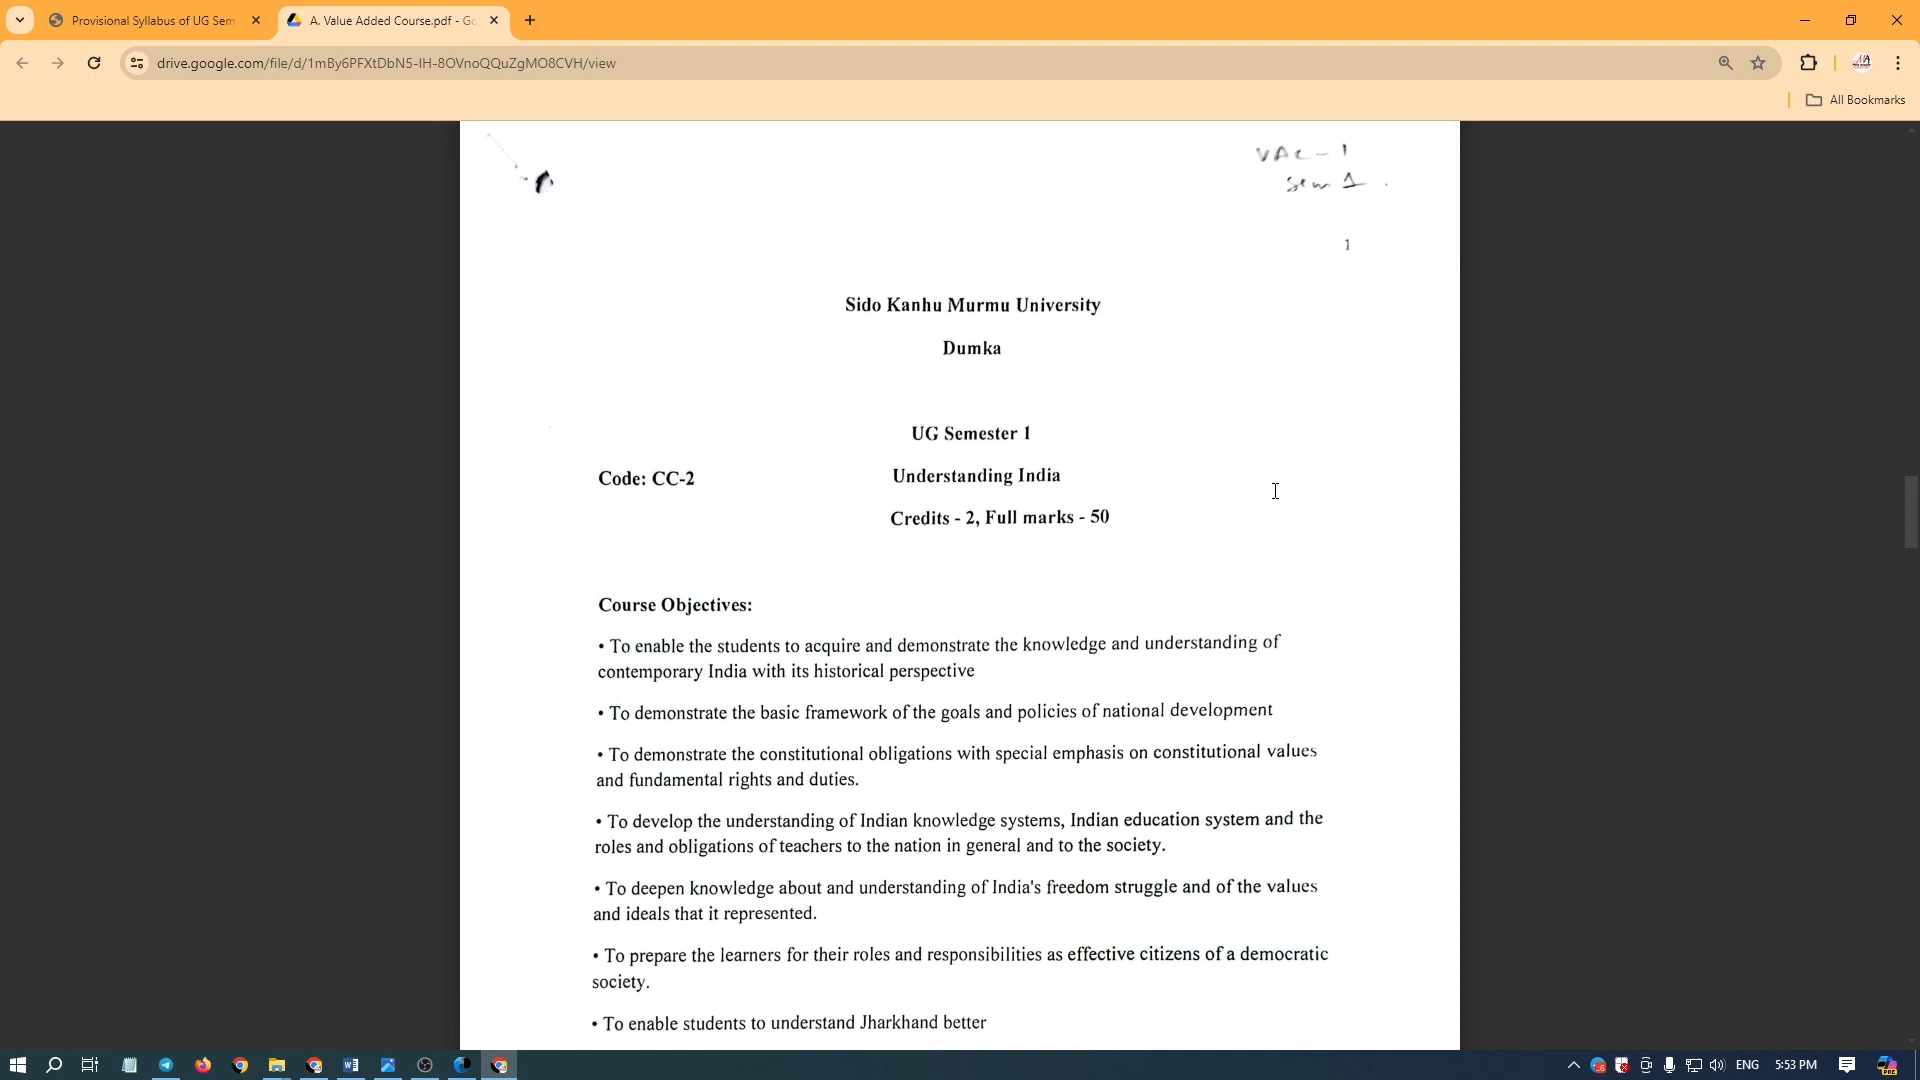 Provisional Syllabus of UG Sem
A. Value Added Course.pdf - Go
drive.google.com/file/d/1mBy6PFXtDbN5-IH-8OVnoQQuZgMO8CVH/view
All Bookmarks
VAC-1
Sem 1
1
Sido Kanhu Murmu University
Dumka
UG Semester 1
Code: CC-2 Understanding India
Credits - 2, Full marks - 50
Course Objectives:
• To enable the students to acquire and demonstrate the knowledge and understanding of
contemporary India with its historical perspective
• To demonstrate the basic framework of the goals and policies of national development
• To demonstrate the constitutional obligations with special emphasis on constitutional values
and fundamental rights and duties.
• To develop the understanding of Indian knowledge systems, Indian education system and the
roles and obligations of teachers to the nation in general and to the society.
• To deepen knowledge about and understanding of India's freedom struggle and of the values
and ideals that it represented.
• To prepare the learners for their roles and responsibilities as effective citizens of a democratic
society.
• To enable students to understand Jharkhand better
ENG 5:53 PM